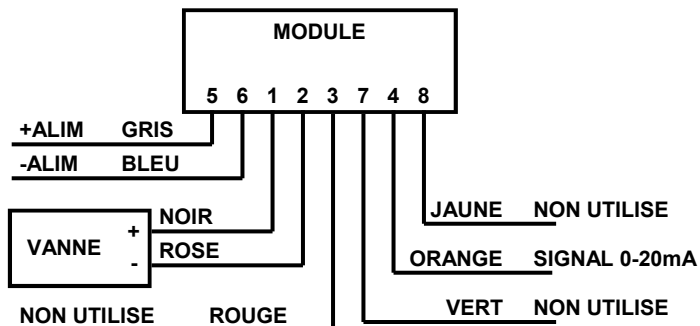 MODULE
5 6 1 2 3 7 4 8
+ALIM GRIS
-ALIM BLEU
NOIR
JAUNE NON UTILISE
VANNE + -
ROSE
ORANGE SIGNAL 0-20mA
NON UTILISE ROUGE
VERT NON UTILISE